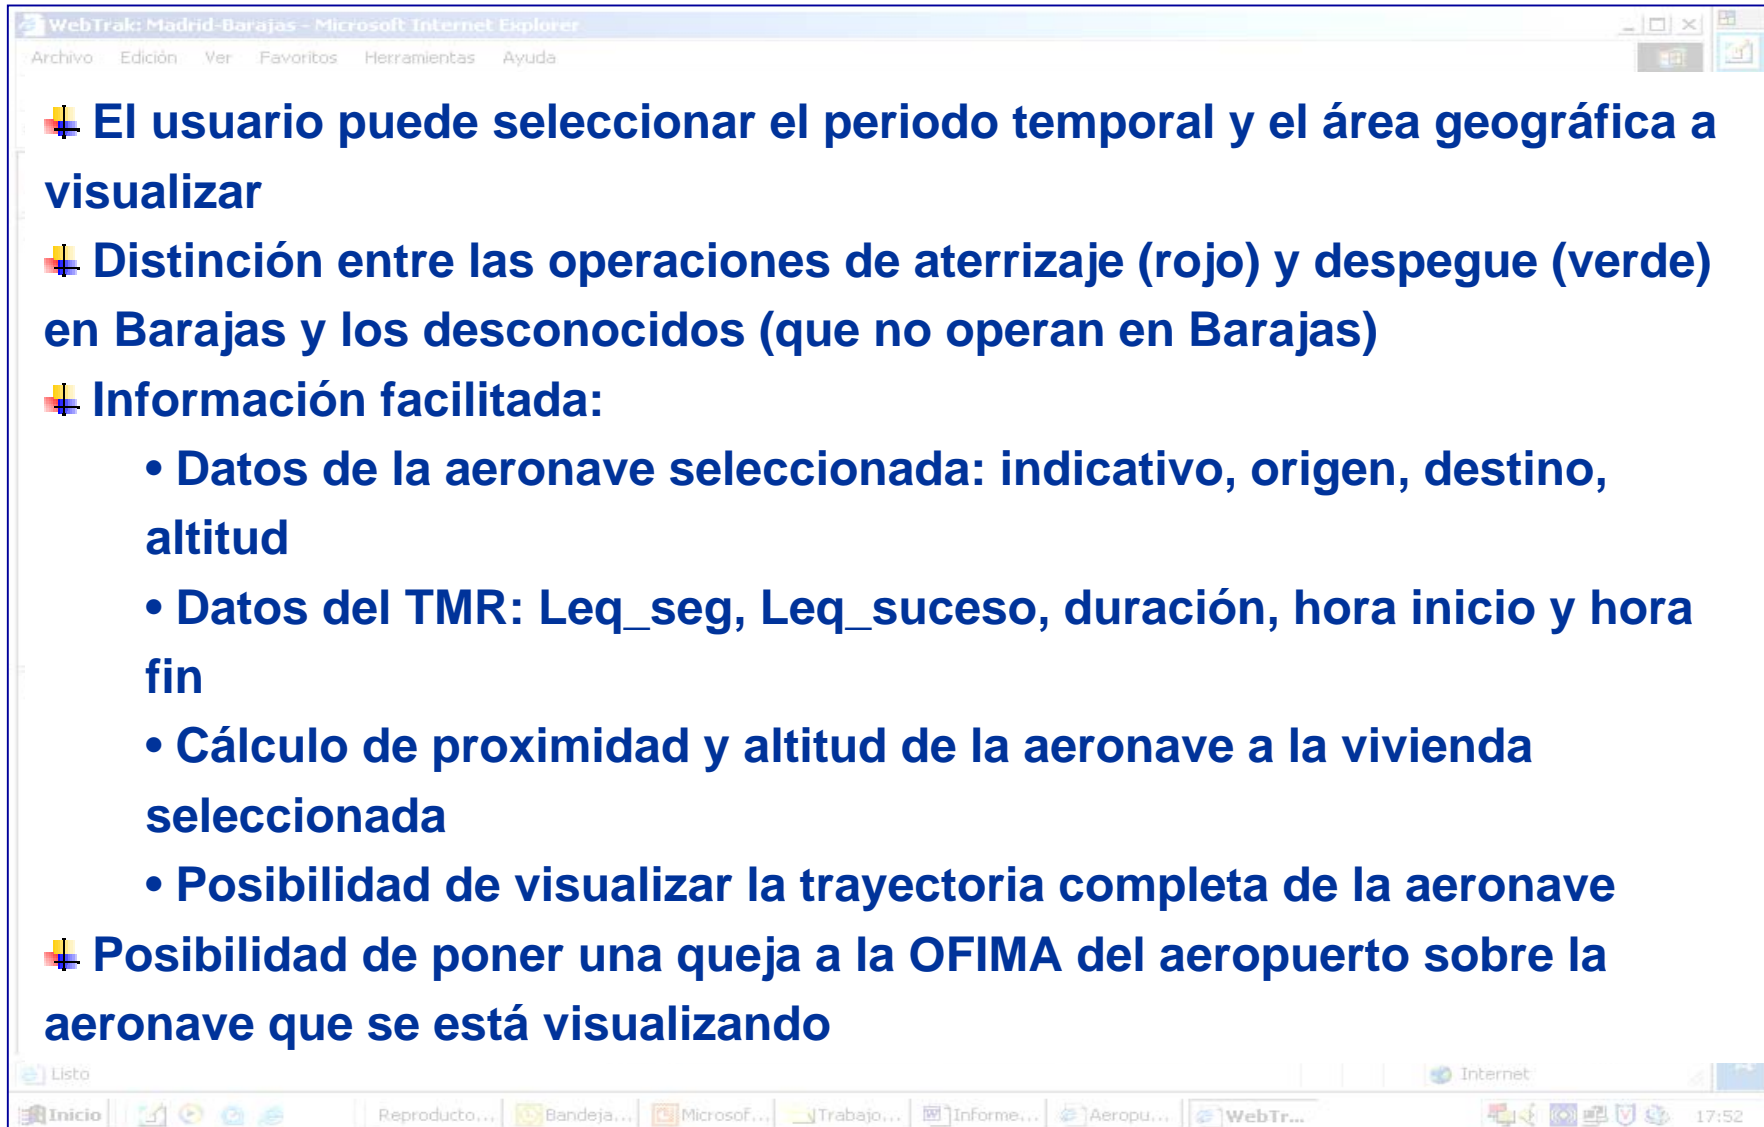 WebTrak: Madrid-Barajas - Microsoft Internet Explorer
Archivo Edición Ver Favoritos Herramientas Ayuda
El usuario puede seleccionar el periodo temporal y el área geográfica a
visualizar
Distinción entre las operaciones de aterrizaje (rojo) y despegue (verde)
en Barajas y los desconocidos (que no operan en Barajas)
Información facilitada:
• Datos de la aeronave seleccionada: indicativo, origen, destino,
altitud
• Datos del TMR: Leq_seg, Leq_suceso, duración, hora inicio y hora
fin
• Cálculo de proximidad y altitud de la aeronave a la vivienda
seleccionada
• Posibilidad de visualizar la trayectoria completa de la aeronave
Posibilidad de poner una queja a la OFIMA del aeropuerto sobre la
aeronave que se está visualizando
Listo Internet
Inicio Reproducto... Bandeja... Microsof... Trabajo... Informe... Aeropu... WebTr... 17:52